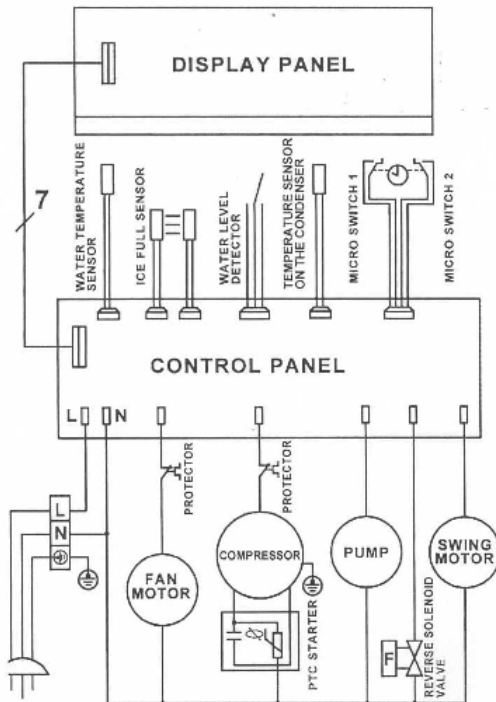 DISPLAY PANEL
7
WATER TEMPERATURE
SENSOR
ICE FULL SENSOR
WATER LEVEL
DETECTOR
TEMPERATURE SENSOR
ON THE CONDENSER
MICRO SWITCH 1
MICRO SWITCH 2
CONTROL PANEL
L N
PROTECTOR
PROTECTOR
L
N
FAN
MOTOR
COMPRESSOR
PUMP
SWING
MOTOR
PTC STARTER
F
REVERSE SOLENOID
VALVE